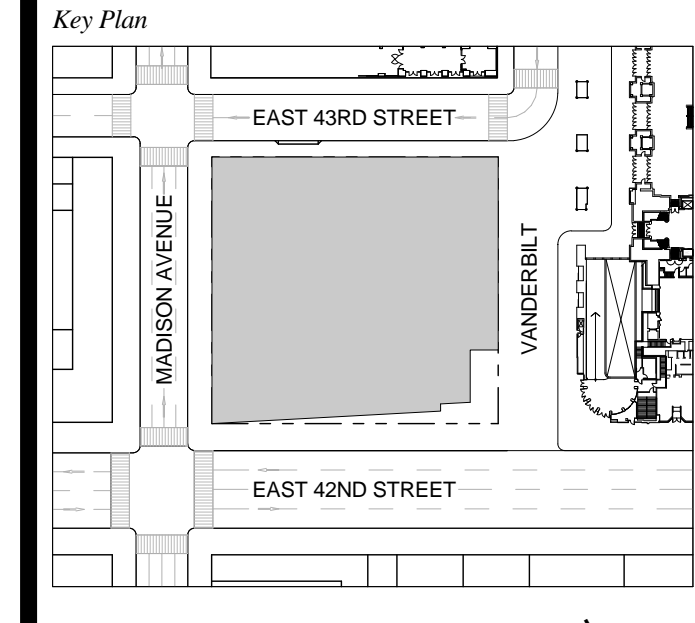 Key Plan
EAST 43RD STREET
MADISON AVENUE
VANDERBILT
EAST 42ND STREET